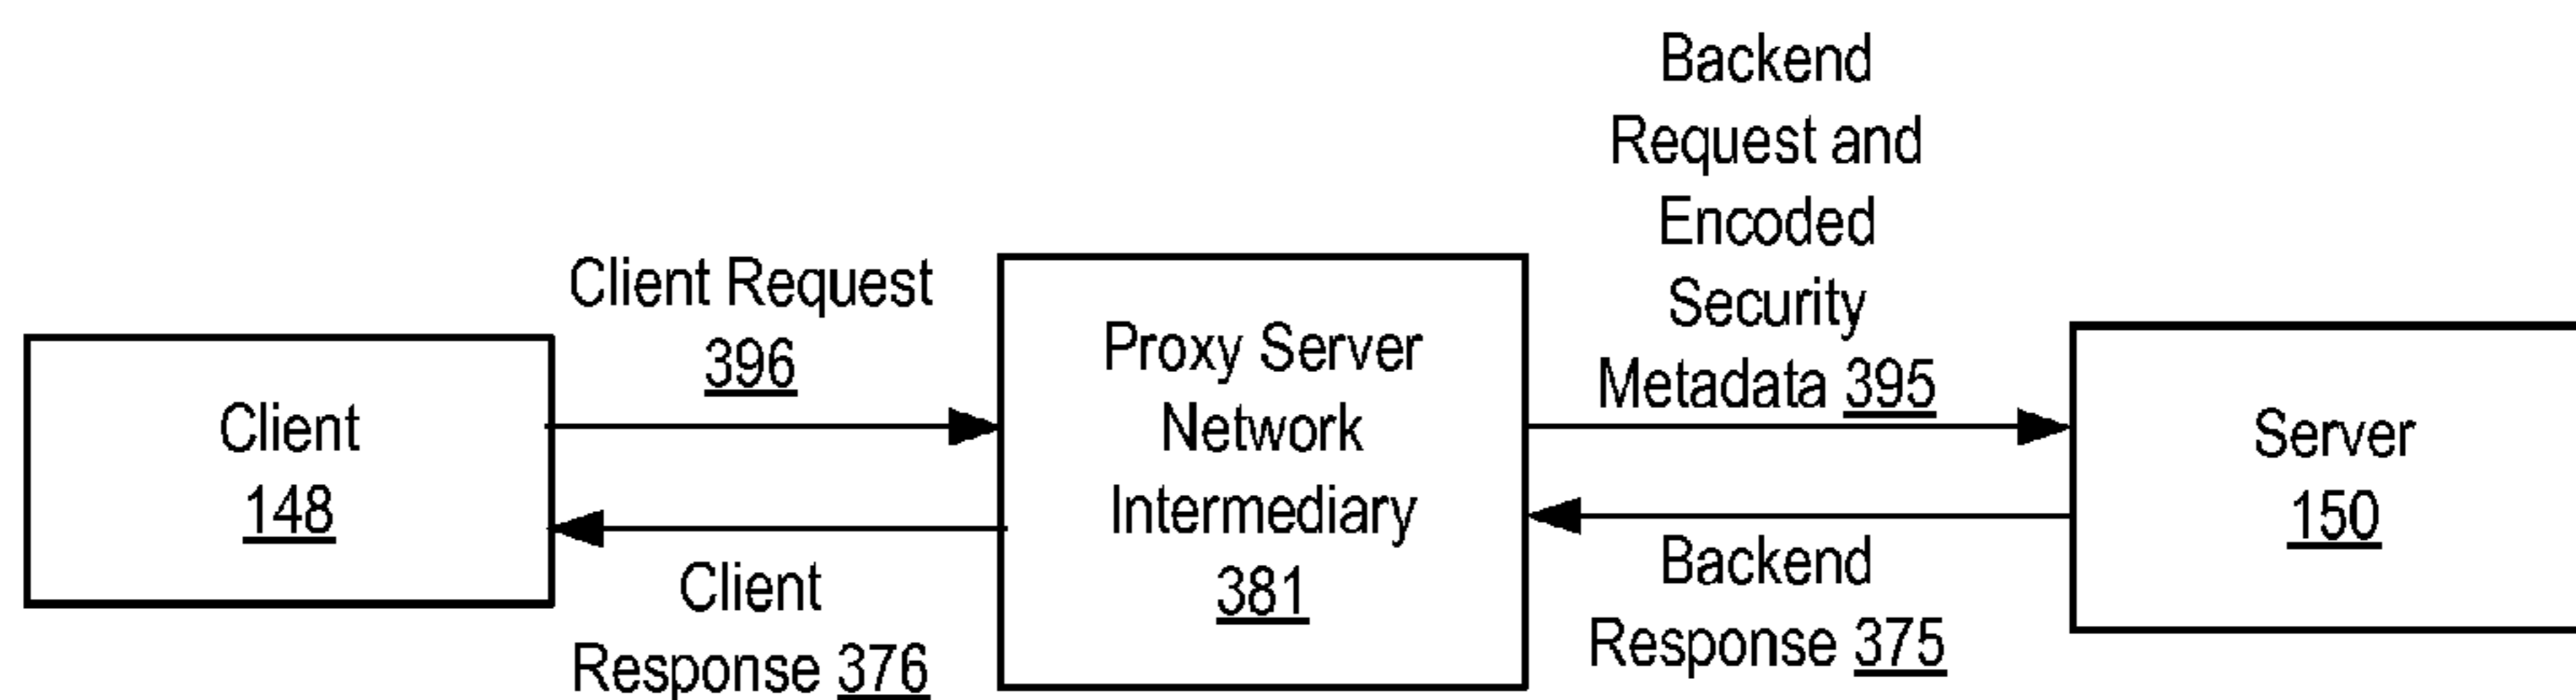 Client
148
Client Request
396
Client
Response 376
Proxy Server
Network
Intermediary
381
Backend
Request and
Encoded
Security
Metadata 395
Backend
Response 375
Server
150